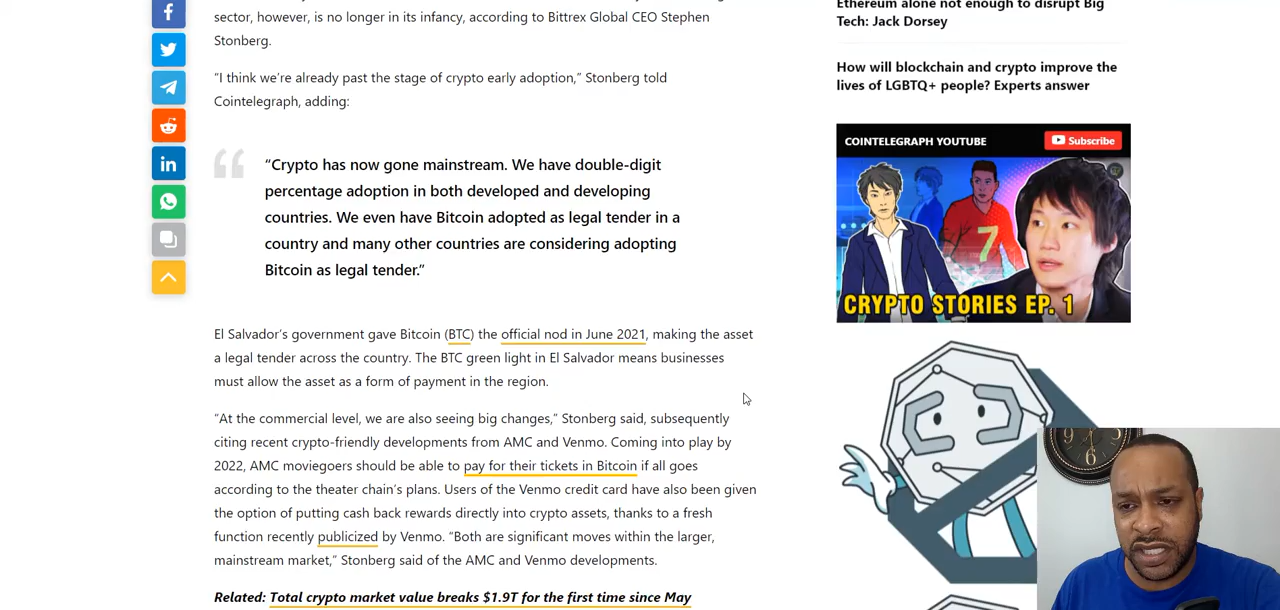 sector, however, is no longer in its infancy, according to Bittrex Global CEO Stephen
Stonberg.
“I think we’re already past the stage of crypto early adoption,” Stonberg told
Cointelegraph, adding:
“Crypto has now gone mainstream. We have double-digit
percentage adoption in both developed and developing
countries. We even have Bitcoin adopted as legal tender in a
country and many other countries are considering adopting
Bitcoin as legal tender.”
El Salvador’s government gave Bitcoin (BTC) the official nod in June 2021, making the asset
a legal tender across the country. The BTC green light in El Salvador means businesses
must allow the asset as a form of payment in the region.
“At the commercial level, we are also seeing big changes,” Stonberg said, subsequently
citing recent crypto-friendly developments from AMC and Venmo. Coming into play by
2022, AMC moviegoers should be able to pay for their tickets in Bitcoin if all goes
according to the theater chain’s plans. Users of the Venmo credit card have also been given
the option of putting cash back rewards directly into crypto assets, thanks to a fresh
function recently publicized by Venmo. “Both are significant moves within the larger,
mainstream market,” Stonberg said of the AMC and Venmo developments.
Related: Total crypto market value breaks $1.9T for the first time since May
Ethereum alone not enough to disrupt Big
Tech: Jack Dorsey
How will blockchain and crypto improve the
lives of LGBTQ+ people? Experts answer
COINTELEGRAPH YOUTUBE
Subscribe
7
CRYPTO STORIES EP. 1